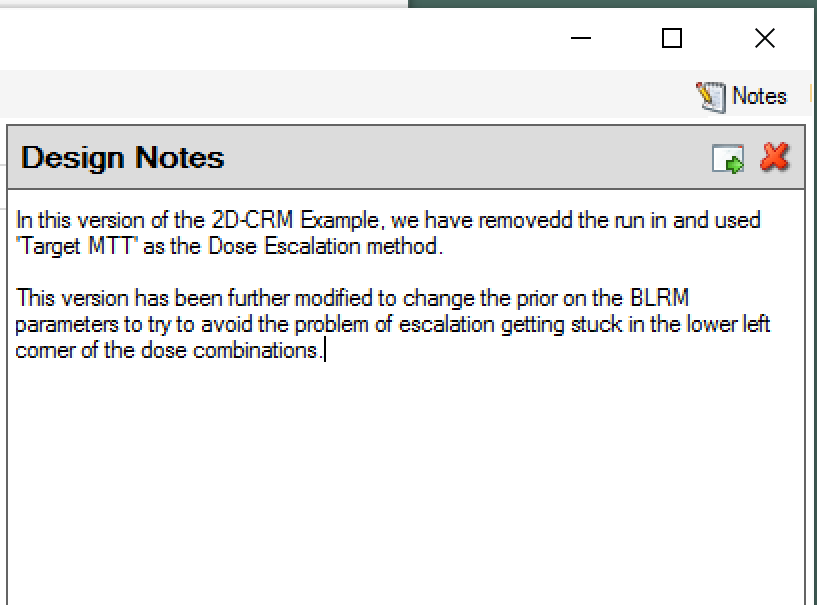 Notes
Design Notes
In this version of the 2D-CRM Example, we have removedd the run in and used
'Target MTT' as the Dose Escalation method.
This version has been further modified to change the prior on the BLRM
parameters to try to avoid the problem of escalation getting stuck in the lower left
corner of the dose combinations.